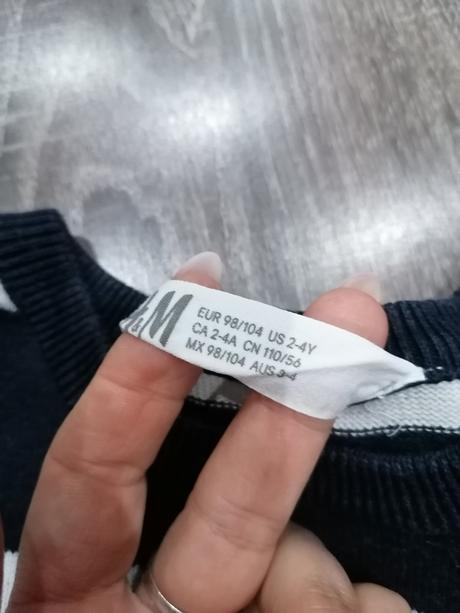 &M
EUR 98/104 US 2-4Y
CA 2-4A CN 110/56
MX 98/104 AUS 3-4